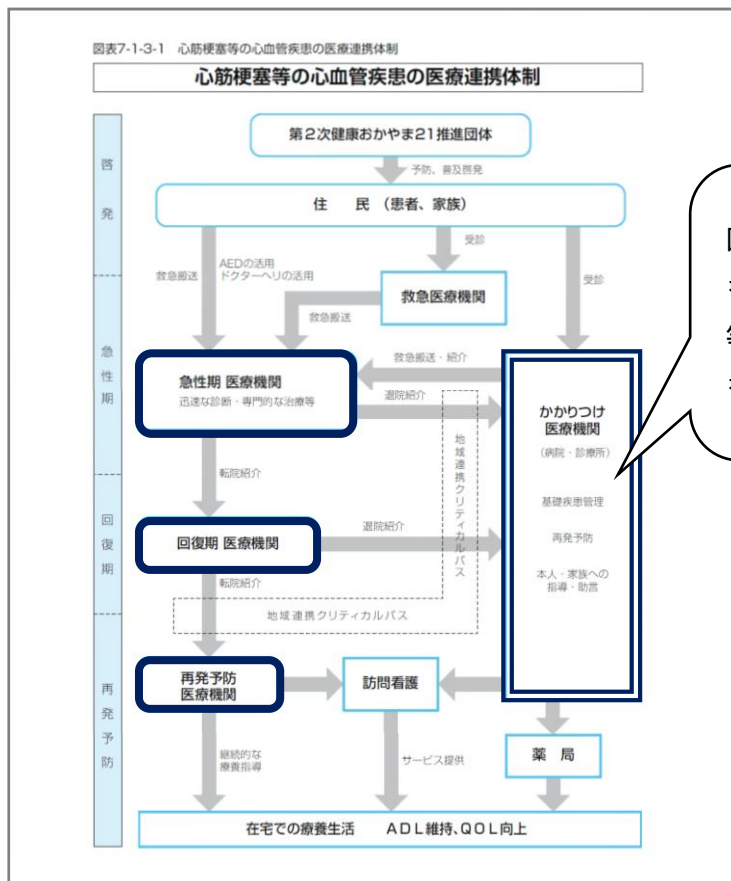 図表7-1-3-1 心筋梗塞等の心血管疾患の医療連携体制
心筋梗塞等の心血管疾患の医療連携体制
啓発
第2次健康おかやま21推進団体
予防、普及啓発
住 民 (患者、家族)
救急搬送
AEDの活用
ドクターヘリの活用
受診
受診
救急医療機関
救急搬送
急性期
急性期 医療機関
迅速な診断・専門的な治療等
救急搬送・紹介
退院紹介
かかりつけ
医療機関
(病院・診療所)
基礎疾患管理
再発予防
本人・家族への
指導・助言
地域連携クリティカルパス
転院紹介
回復期
回復期 医療機関
退院紹介
転院紹介
地域連携クリティカルパス
再発予防
再発予防
医療機関
訪問看護
継続的な
療養指導
サービス提供
薬 局
在宅での療養生活 ADL維持、QOL向上